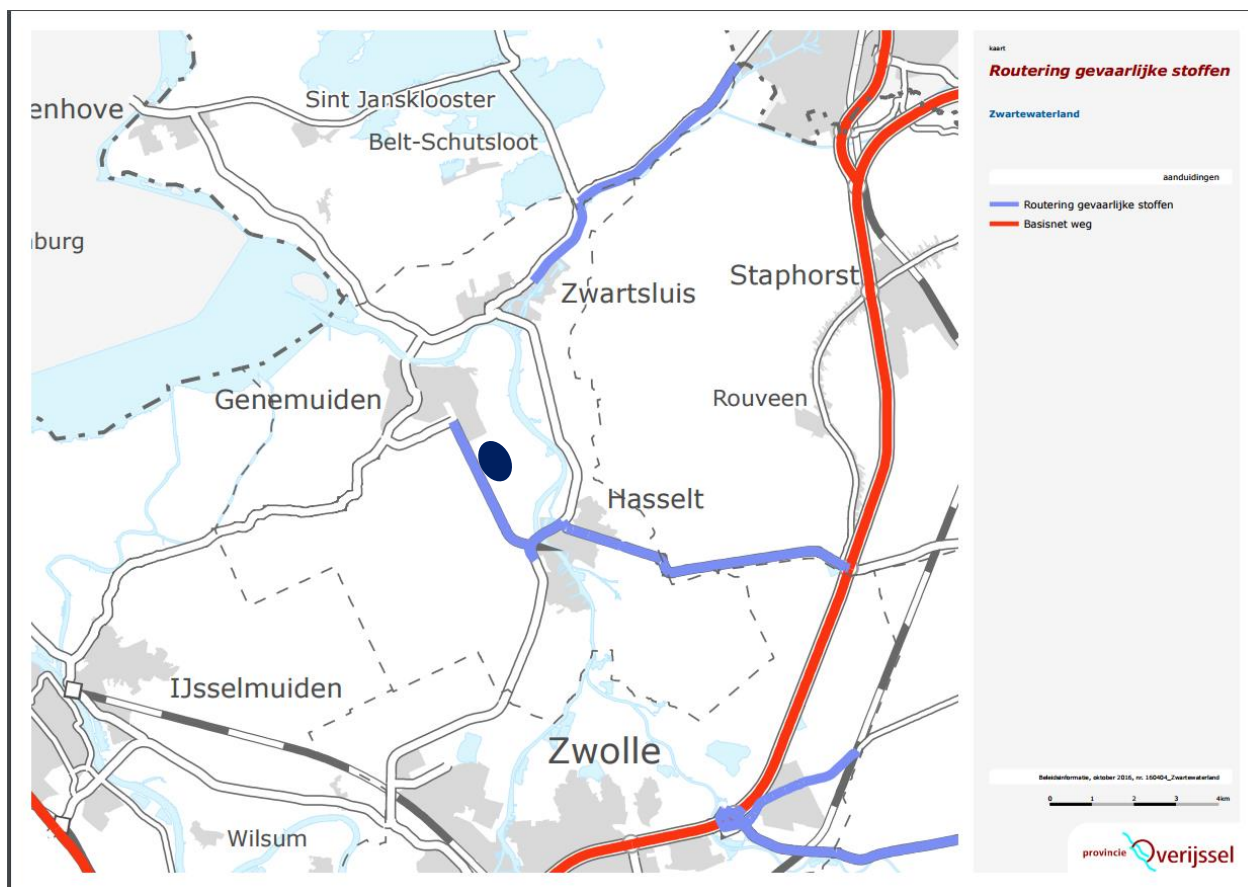 enhove
Sint Jansklooster
Belt-Schutsloot
burg
Zwartsluis
Staphorst
Genemuiden
Rouveen
Hasselt
IJsselmuiden
Zwolle
Wilsum
kaart
Routering gevaarlijke stoffen
Zwartewaterland
aanduidingen
Routering gevaarlijke stoffen
Basisnet weg
Beleidsinformatie, oktober 2016, nr. 160404_Zwartewaterland
0 1 2 3 4km
provincie Overijssel